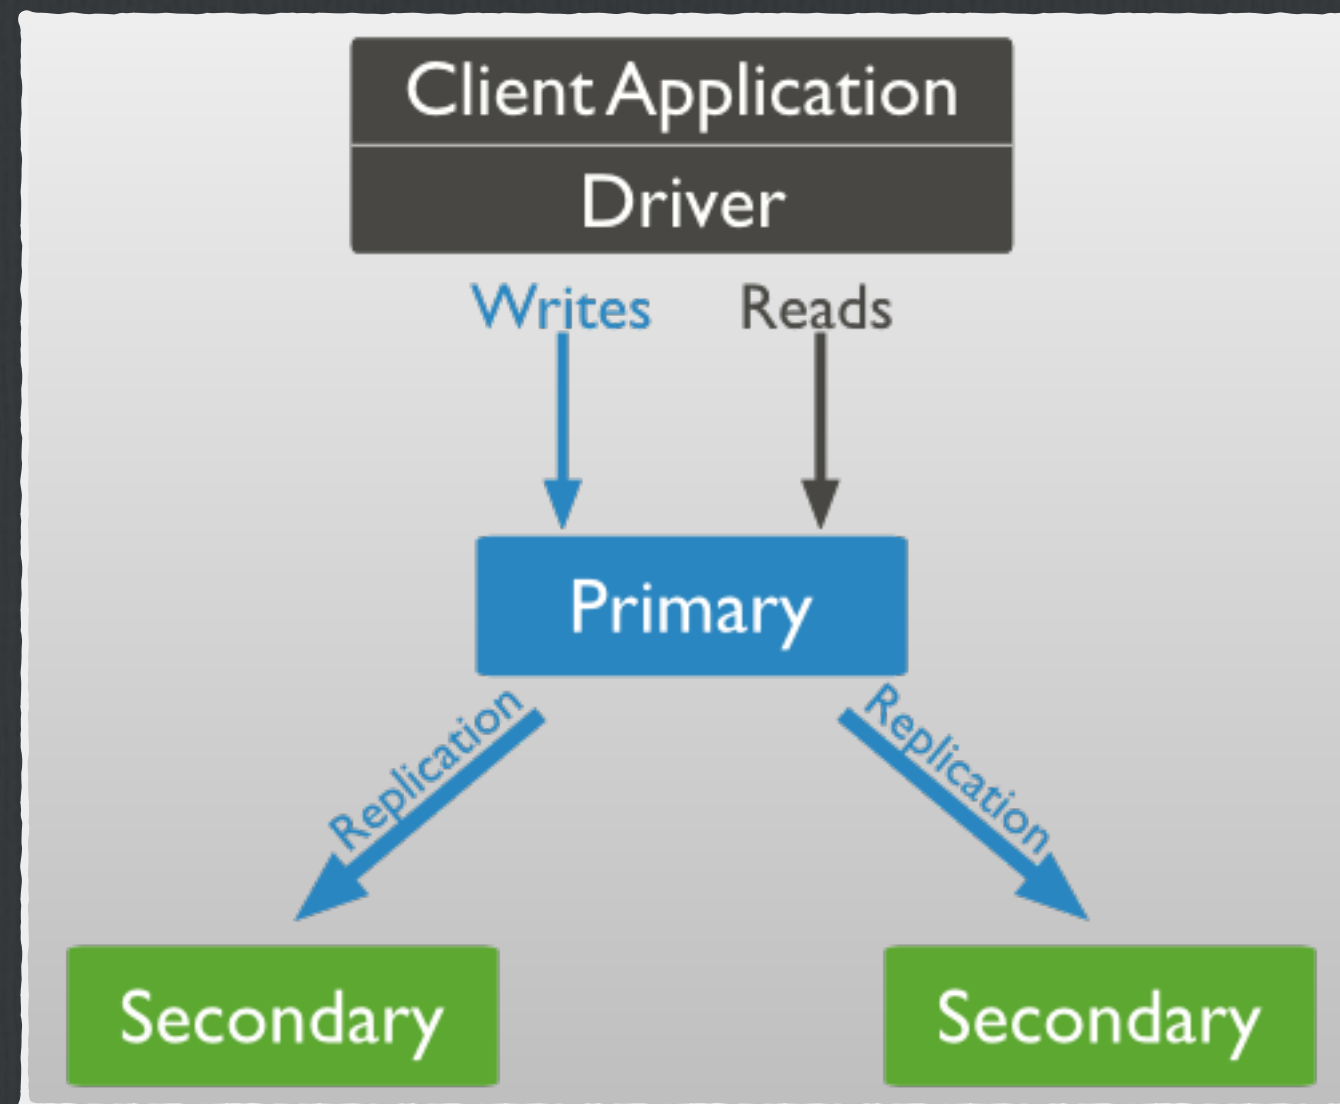 Client Application
Driver
Writes Reads
Primary
Replication Replication
Secondary Secondary